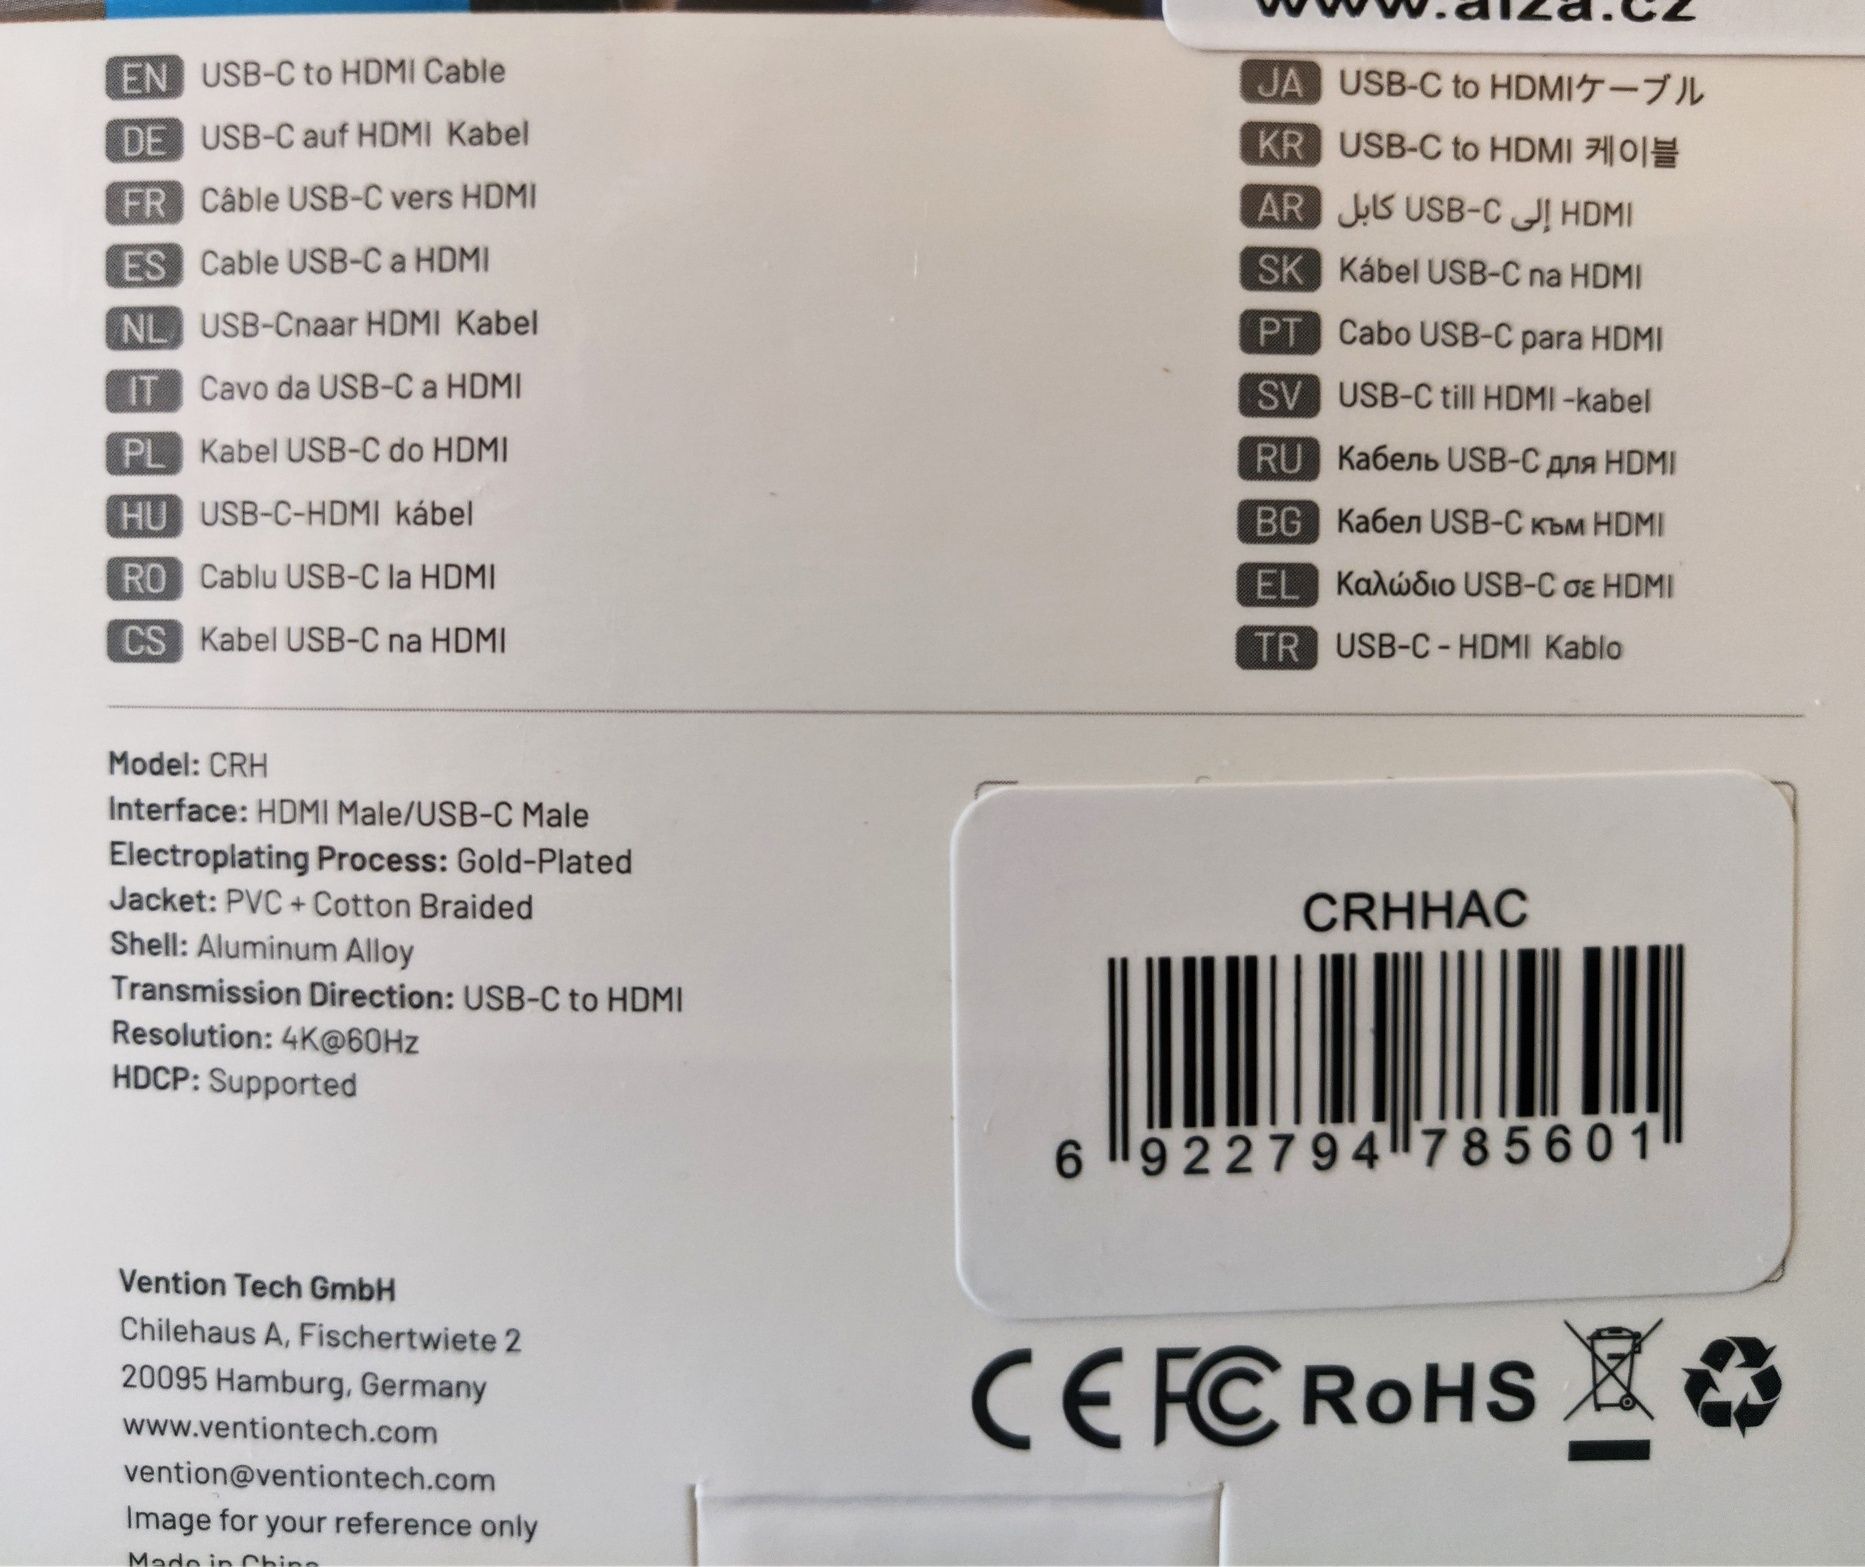 www.alza.cz
EN USB-C to HDMI Cable
DE USB-C auf HDMI Kabel
FR Câble USB-C vers HDMI
ES Cable USB-C a HDMI
NL USB-Cnaar HDMI Kabel
IT Cavo da USB-C a HDMI
PL Kabel USB-C do HDMI
HU USB-C-HDMI kábel
RO Cablu USB-C la HDMI
CS Kabel USB-C na HDMI
JA USB-C to HDMIケーブル
KR USB-C to HDMI 케이블
AR كابل USB-C إلى HDMI
SK Kábel USB-C na HDMI
PT Cabo USB-C para HDMI
SV USB-C till HDMI -kabel
RU Кабель USB-C для HDMI
BG Кабел USB-C към HDMI
EL Καλώδιο USB-C σε HDMI
TR USB-C - HDMI Kablo
Model: CRH
Interface: HDMI Male/USB-C Male
Electroplating Process: Gold-Plated
Jacket: PVC + Cotton Braided
Shell: Aluminum Alloy
Transmission Direction: USB-C to HDMI
Resolution: 4K@60Hz
HDCP: Supported
CRHHAC
6 922794 785601
Vention Tech GmbH
Chilehaus A, Fischertwiete 2
20095 Hamburg, Germany
www.ventiontech.com
vention@ventiontech.com
Image for your reference only
Made in China
CE FC RoHS